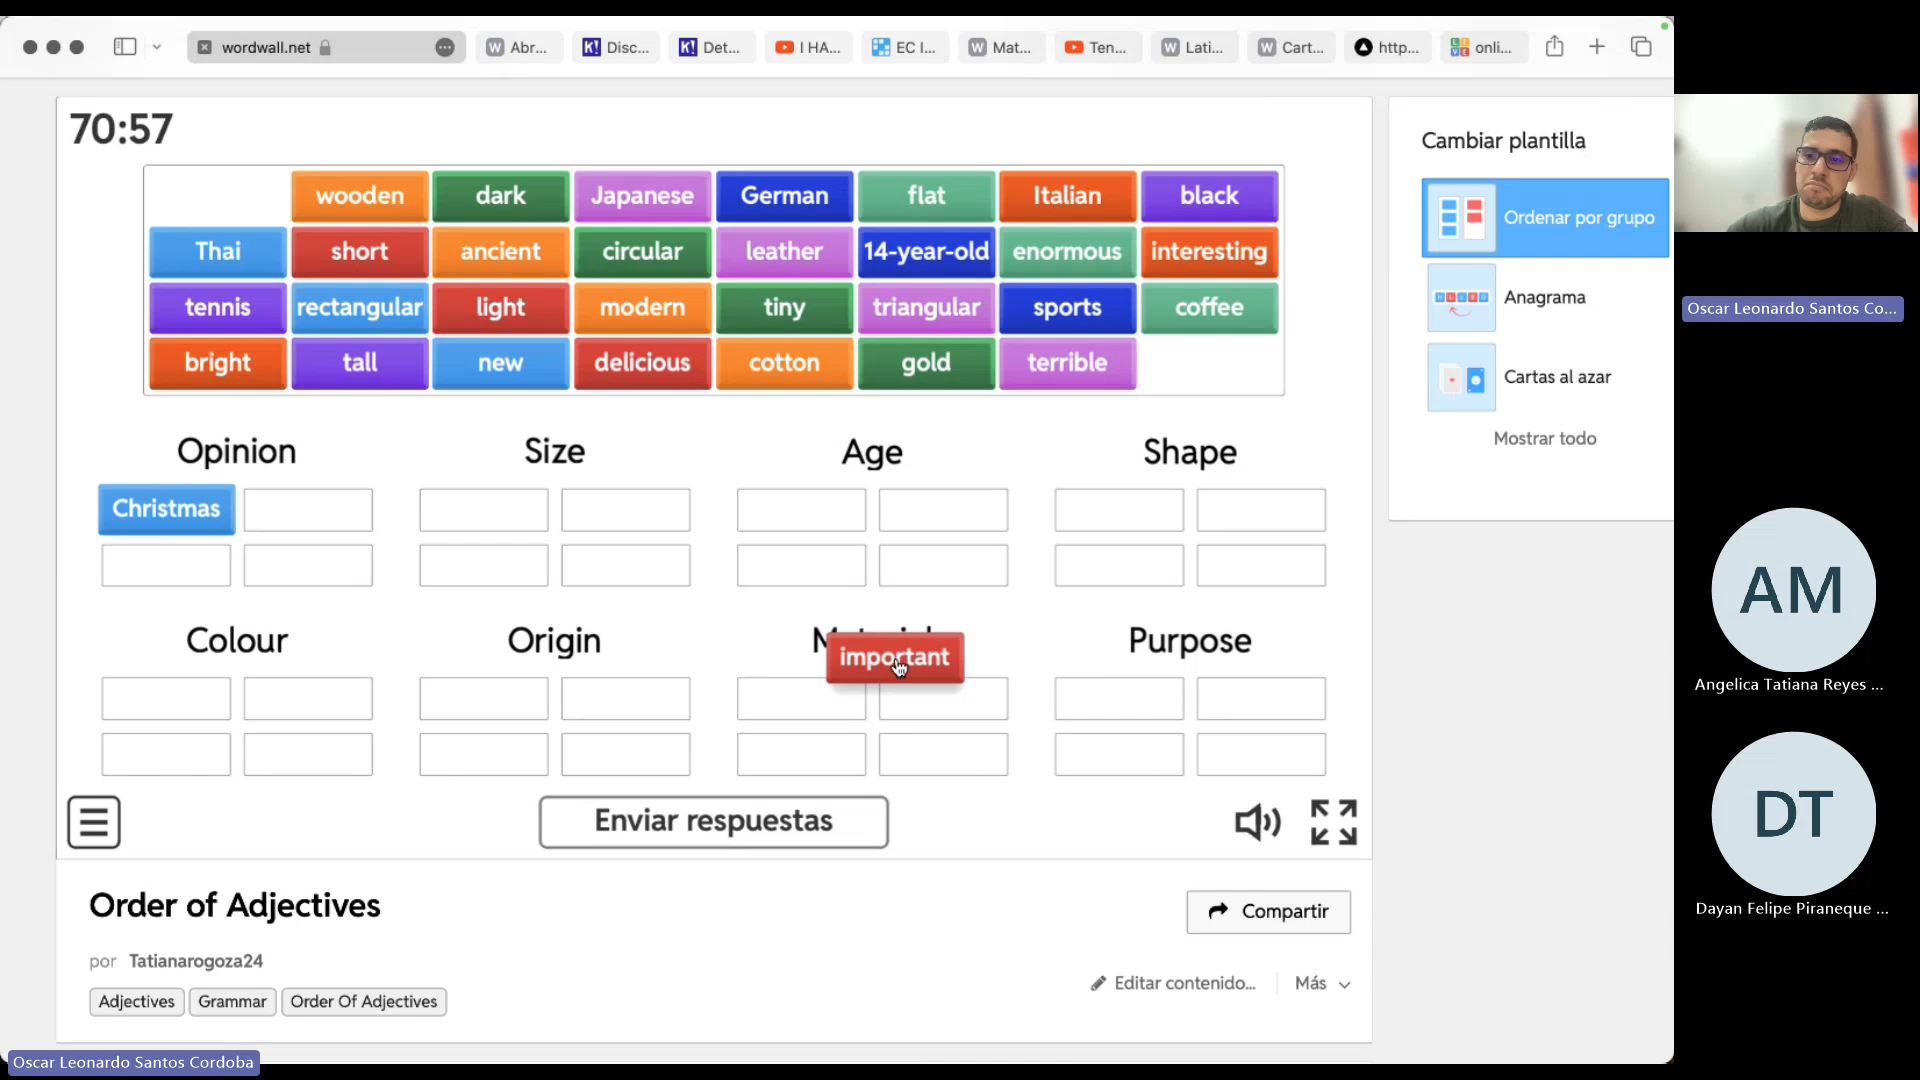 wordwall.net
Abr...
Disc...
Det...
I HA...
EC I...
Mat...
Ten...
Lati...
Cart...
http...
onli...
70:57
wooden dark Japanese German flat Italian black
Thai short ancient circular leather 14-year-old enormous interesting
tennis rectangular light modern tiny triangular sports coffee
bright tall new delicious cotton gold terrible
Opinion Size Age Shape
Christmas
Colour Origin Purpose
important
Enviar respuestas
Order of Adjectives
Compartir
por Tatianarogoza24
Editar contenido... Más
Adjectives Grammar Order Of Adjectives
Cambiar plantilla
Ordenar por grupo
Anagrama
Cartas al azar
Mostrar todo
Oscar Leonardo Santos Co...
AM
Angelica Tatiana Reyes ...
DT
Dayan Felipe Piraneque ...
Oscar Leonardo Santos Cordoba